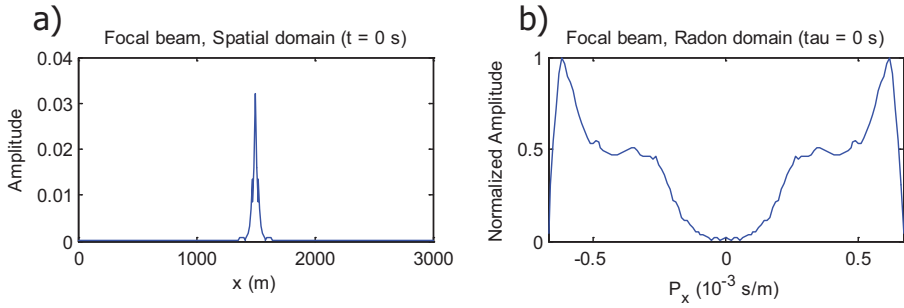 a)
Focal beam, Spatial domain (t = 0 s)
0.04
0.03
0.02
0.01
0
Amplitude
0
1000
2000
3000
x (m)
b)
Focal beam, Radon domain (tau = 0 s)
1
0.5
0
Normalized Amplitude
-0.5
0
0.5
P_x (10^-3 s/m)